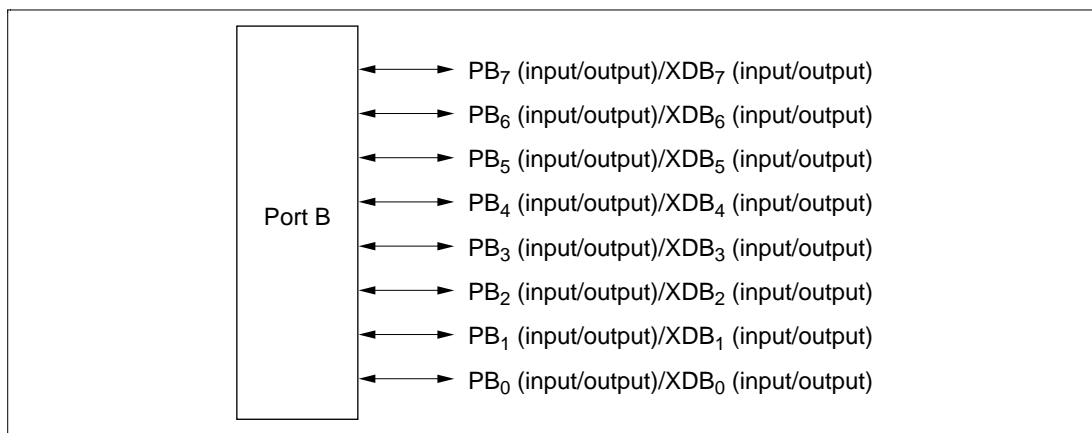 PB₇ (input/output)/XDB₇ (input/output)
PB₆ (input/output)/XDB₆ (input/output)
PB₅ (input/output)/XDB₅ (input/output)
PB₄ (input/output)/XDB₄ (input/output)
Port B
PB₃ (input/output)/XDB₃ (input/output)
PB₂ (input/output)/XDB₂ (input/output)
PB₁ (input/output)/XDB₁ (input/output)
PB₀ (input/output)/XDB₀ (input/output)